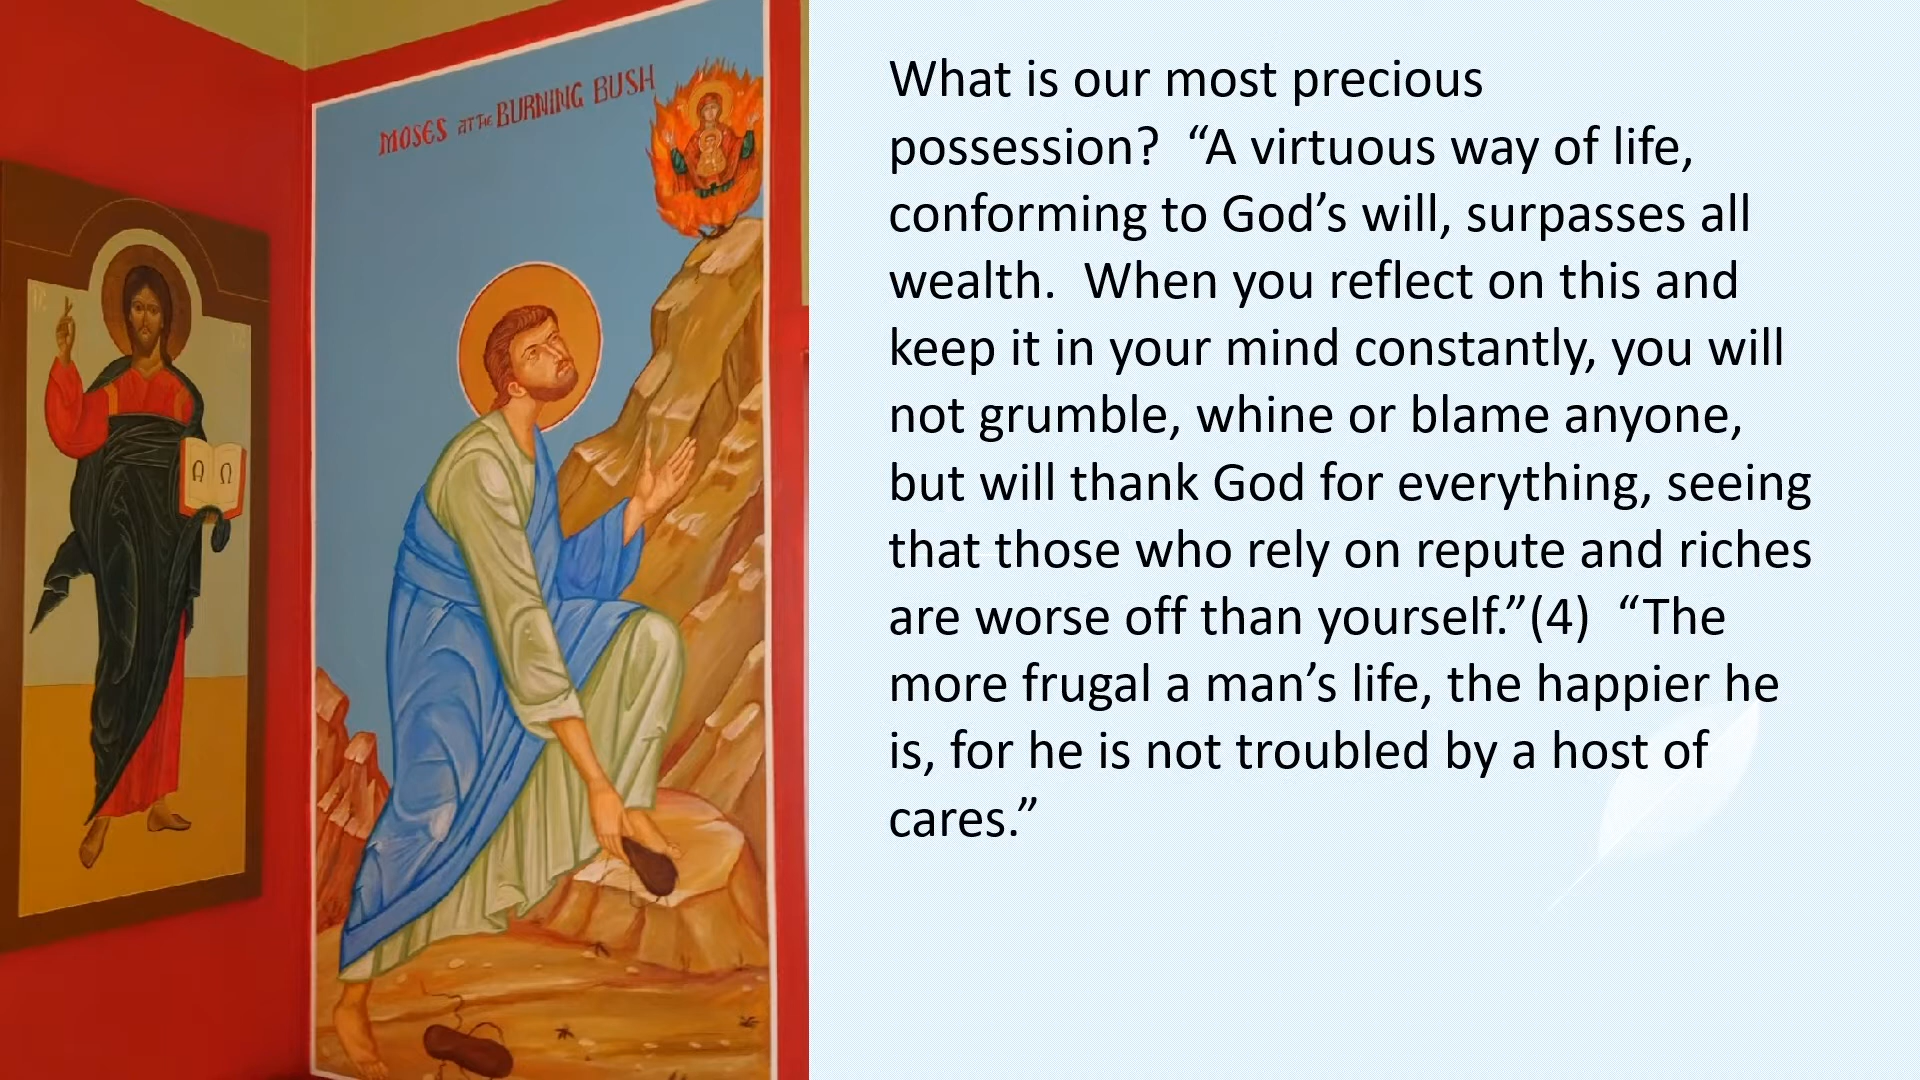 MOSES AT THE BURNING BUSH
Ω Ω
What is our most precious
possession?  “A virtuous way of life,
conforming to God’s will, surpasses all
wealth.  When you reflect on this and
keep it in your mind constantly, you will
not grumble, whine or blame anyone,
but will thank God for everything, seeing
that those who rely on repute and riches
are worse off than yourself.”(4)  “The
more frugal a man’s life, the happier he
is, for he is not troubled by a host of
cares.”